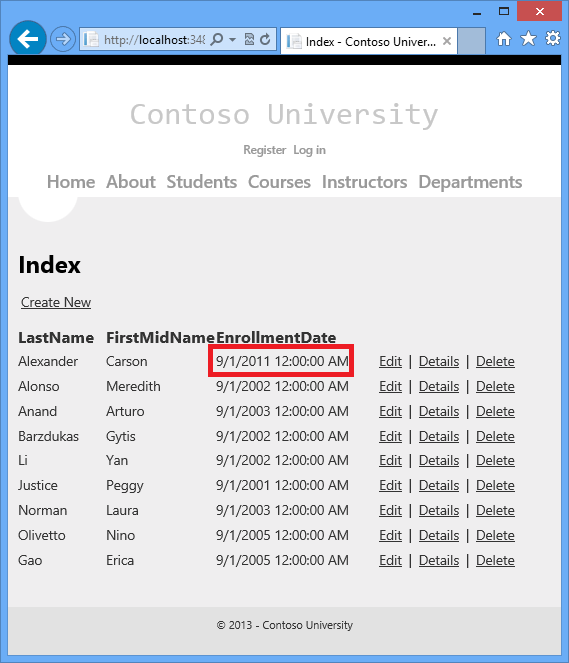 http://localhost:348
Index - Contoso Univer...
Contoso University
Register Log in
Home About Students Courses Instructors Departments
Index
Create New
LastName FirstMidName EnrollmentDate
Alexander Carson 9/1/2011 12:00:00 AM Edit | Details | Delete
Alonso Meredith 9/1/2002 12:00:00 AM Edit | Details | Delete
Anand Arturo 9/1/2003 12:00:00 AM Edit | Details | Delete
Barzdukas Gytis 9/1/2002 12:00:00 AM Edit | Details | Delete
Li Yan 9/1/2002 12:00:00 AM Edit | Details | Delete
Justice Peggy 9/1/2001 12:00:00 AM Edit | Details | Delete
Norman Laura 9/1/2003 12:00:00 AM Edit | Details | Delete
Olivetto Nino 9/1/2005 12:00:00 AM Edit | Details | Delete
Gao Erica 9/1/2005 12:00:00 AM Edit | Details | Delete
© 2013 - Contoso University